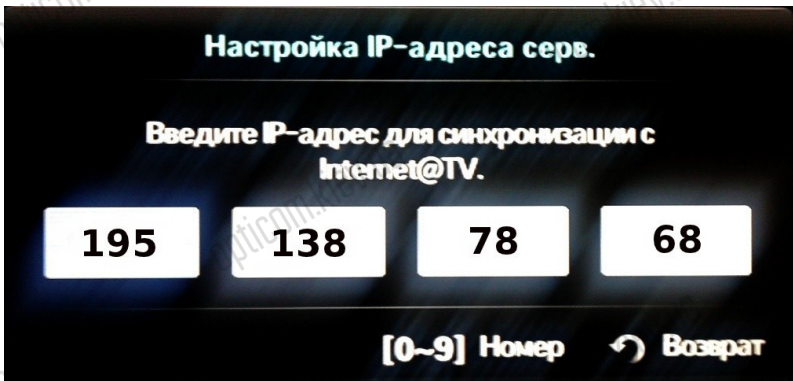 Настройка IP-адреса серв.
Введите IP-адрес для синхронизации с
Internet@TV.
195 138 78 68
[0~9] Номер Возврат